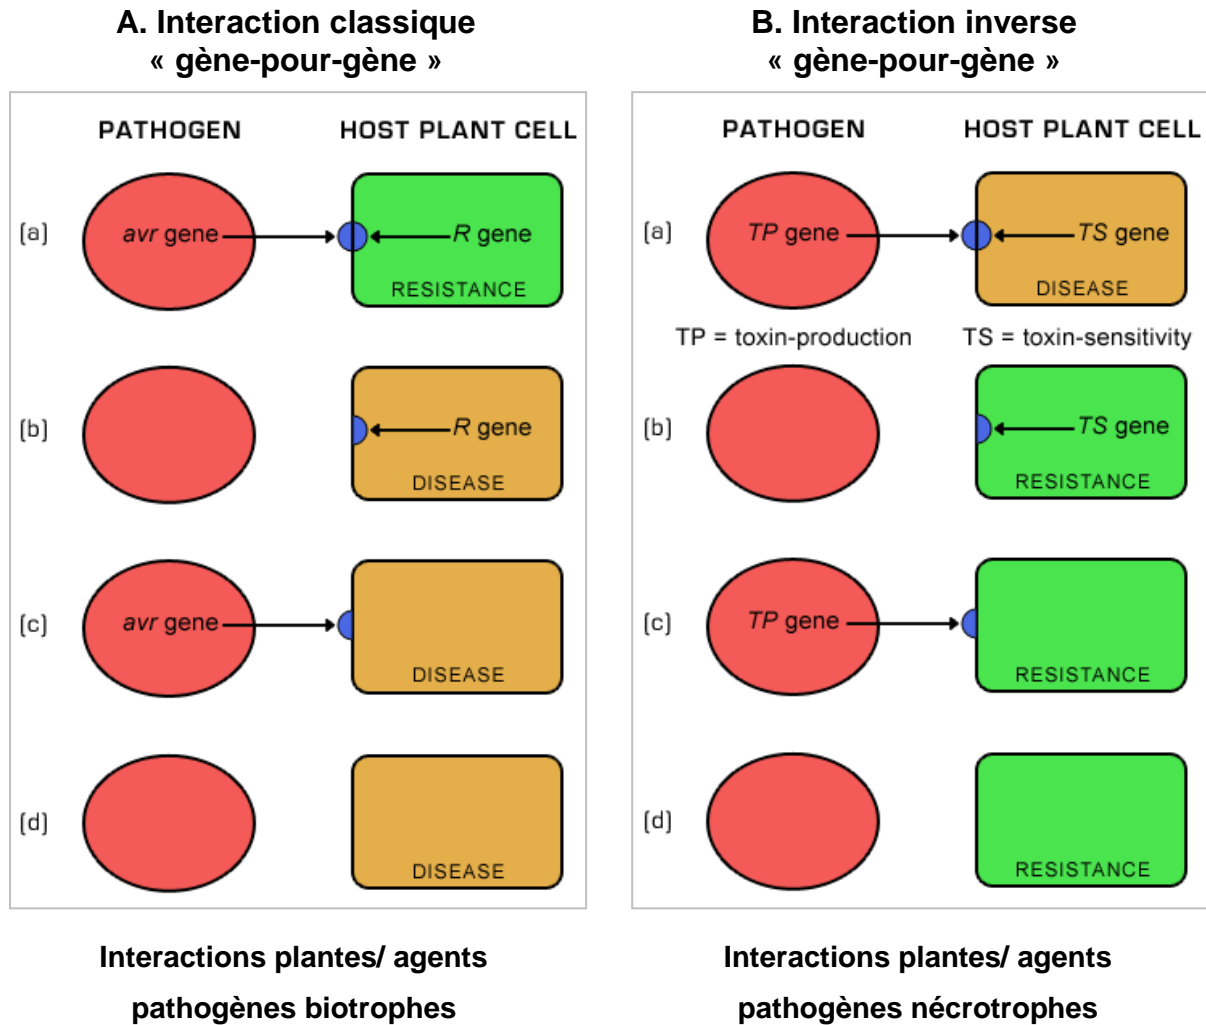 A. Interaction classique
« gène-pour-gène »
PATHOGEN HOST PLANT CELL
(a) avr gene R gene
RESISTANCE
(b) R gene
DISEASE
(c) avr gene
DISEASE
(d)
DISEASE
Interactions plantes/ agents
pathogènes biotrophes
B. Interaction inverse
« gène-pour-gène »
PATHOGEN HOST PLANT CELL
(a) TP gene TS gene
DISEASE
TP = toxin-production TS = toxin-sensitivity
(b) TS gene
RESISTANCE
(c) TP gene
RESISTANCE
(d)
RESISTANCE
Interactions plantes/ agents
pathogènes nécrotrophes